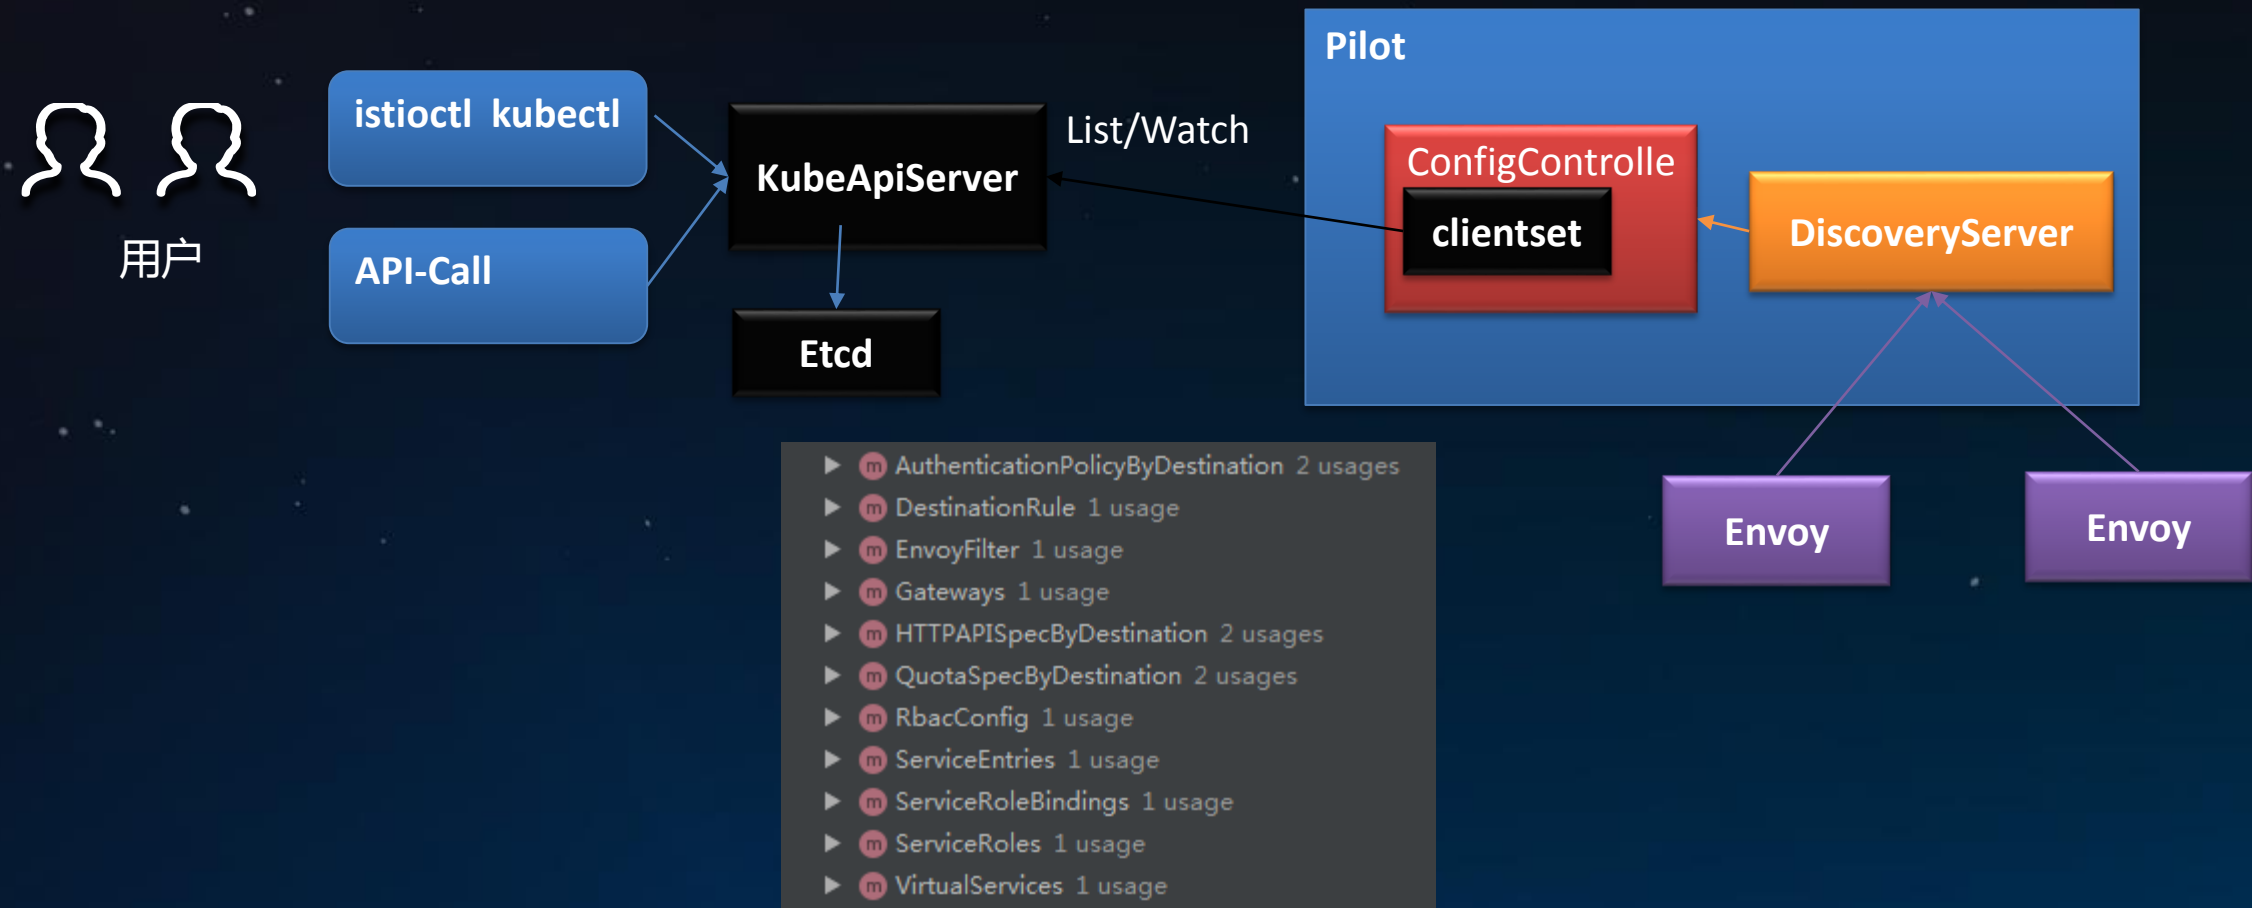 用户
istioctl kubectl
API-Call
KubeApiServer
Etcd
List/Watch
Pilot
ConfigControlle
clientset
DiscoveryServer
Envoy
Envoy
AuthenticationPolicyByDestination 2 usages
DestinationRule 1 usage
EnvoyFilter 1 usage
Gateways 1 usage
HTTPAPISpecByDestination 2 usages
QuotaSpecByDestination 2 usages
RbacConfig 1 usage
ServiceEntries 1 usage
ServiceRoleBindings 1 usage
ServiceRoles 1 usage
VirtualServices 1 usage